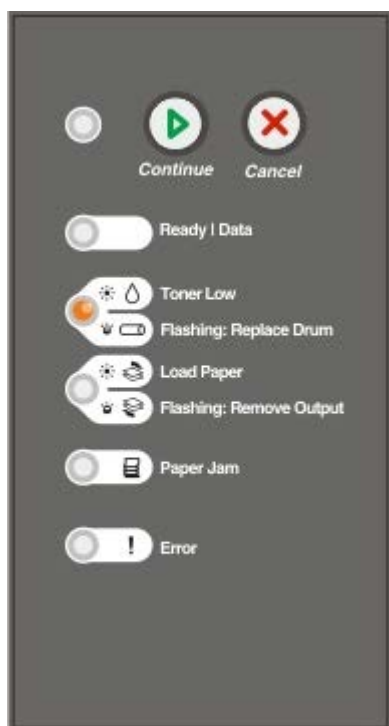 Continue
Cancel
Ready | Data
Toner Low
Flashing: Replace Drum
Load Paper
Flashing: Remove Output
Paper Jam
! Error